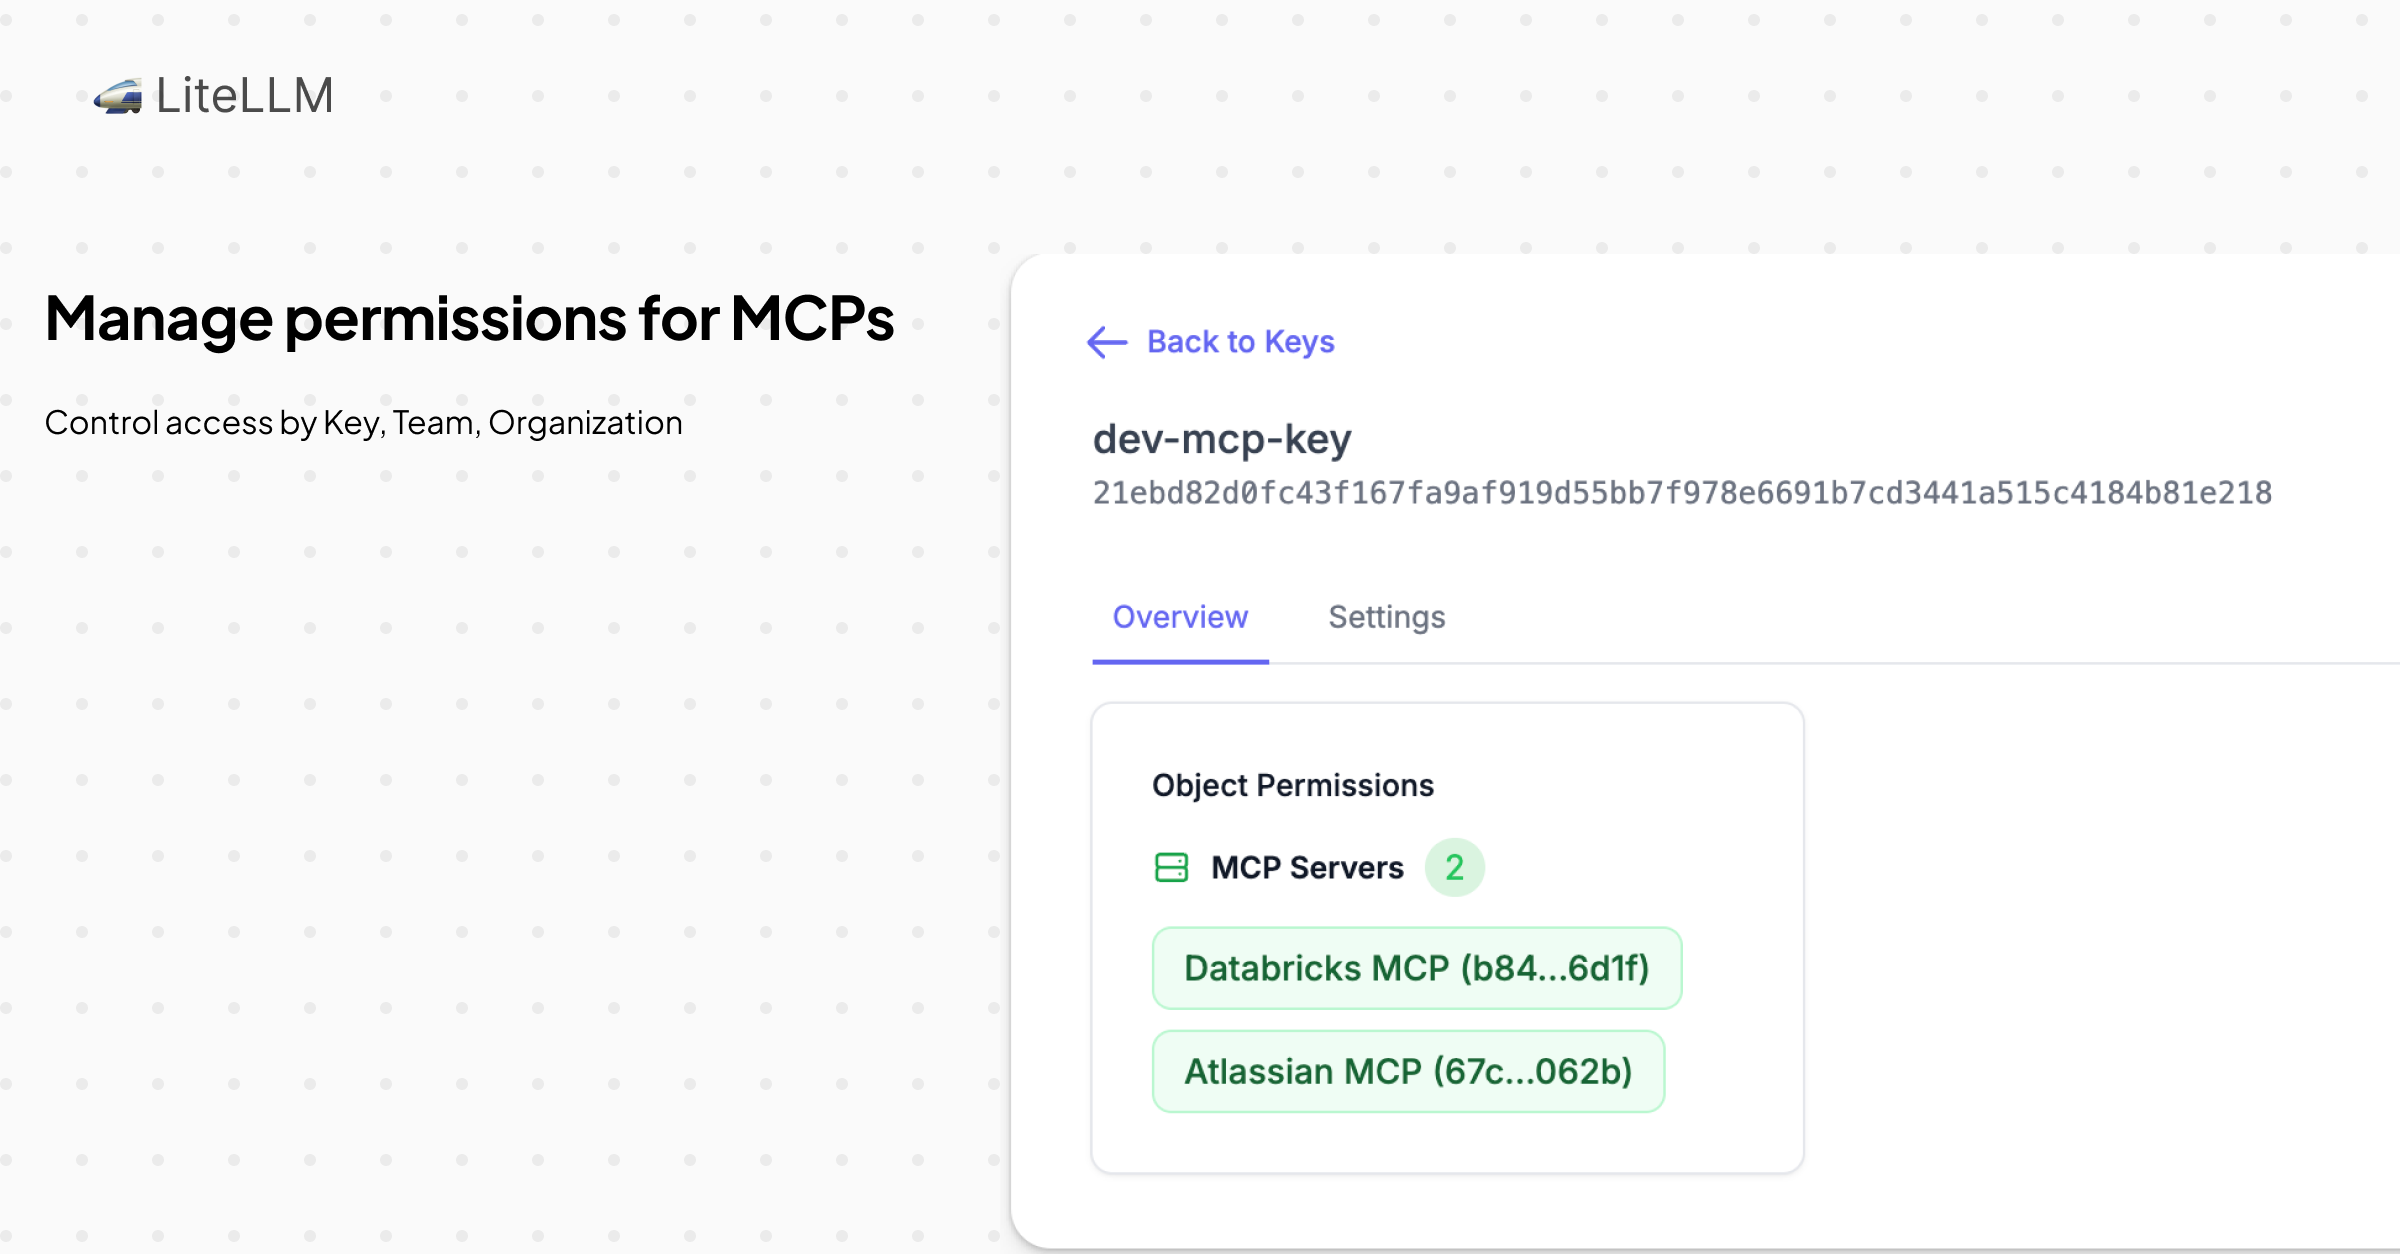 LiteLLM
Manage permissions for MCPs
Control access by Key, Team, Organization
Back to Keys
dev-mcp-key
21ebd82d0fc43f167fa9af919d55bb7f978e6691b7cd3441a515c4184b81e218
Overview Settings
Object Permissions
MCP Servers 2
Databricks MCP (b84...6d1f)
Atlassian MCP (67c...062b)